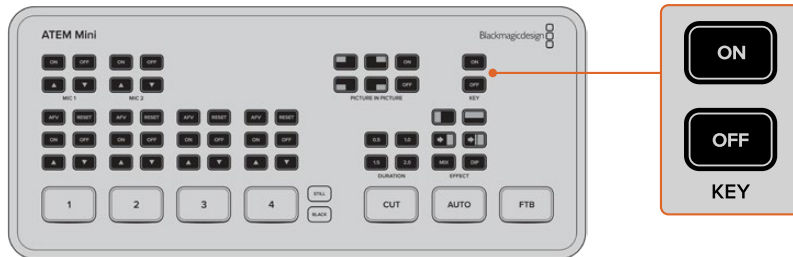 ATEM Mini
Blackmagicdesign
ON OFF ON OFF ON ON
MIC 1 MIC 2 OFF OFF
PICTURE IN PICTURE KEY
AFV RESET AFV RESET AFV RESET AFV RESET
ON OFF ON OFF ON OFF ON OFF 0.5 1.0
1.5 2.0 MIX DIP
DURATION EFFECT
1 2 3 4 STILL CUT AUTO FTB
BLACK
ON
OFF
KEY